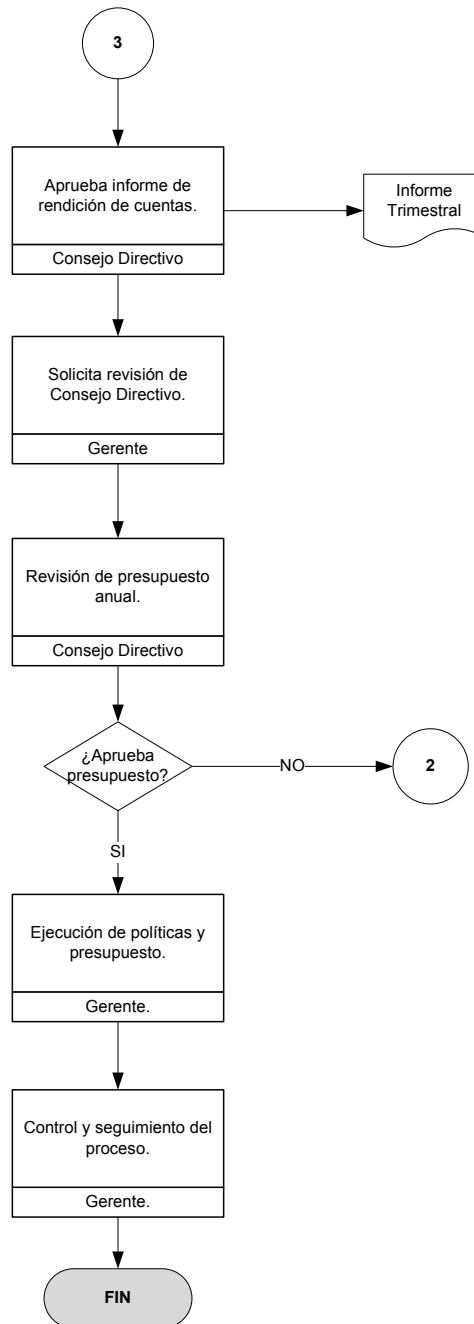 3
Aprueba informe de
rendición de cuentas.
Consejo Directivo
Informe
Trimestral
Solicita revisión de
Consejo Directivo.
Gerente
Revisión de presupuesto
anual.
Consejo Directivo
¿Aprueba
presupuesto?
NO
2
SI
Ejecución de políticas y
presupuesto.
Gerente.
Control y seguimiento del
proceso.
Gerente.
FIN